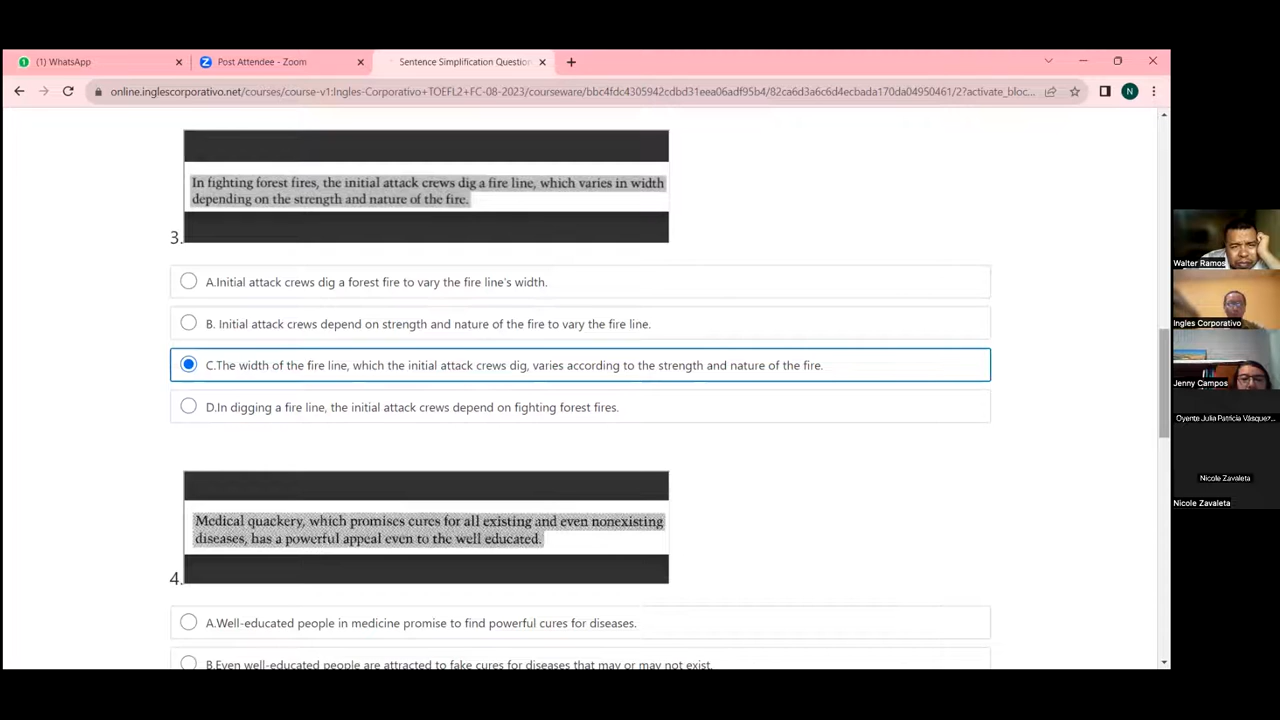 (1) WhatsApp
Post Attendee - Zoom
Sentence Simplification Question
online.inglescorporativo.net/courses/course-v1:Ingles-Corporativo+TOEFL2+FC-08-2023/courseware/bbc4fdc4305942cdbd31eea06adf95b4/82ca6d3a6c6d4ecbada170da04950461/2?activate_bloc...
N
In fighting forest fires, the initial attack crews dig a fire line, which varies in width
depending on the strength and nature of the fire.
3.
A.Initial attack crews dig a forest fire to vary the fire line's width.
B. Initial attack crews depend on strength and nature of the fire to vary the fire line.
C.The width of the fire line, which the initial attack crews dig, varies according to the strength and nature of the fire.
D.In digging a fire line, the initial attack crews depend on fighting forest fires.
Medical quackery, which promises cures for all existing and even nonexisting
diseases, has a powerful appeal even to the well educated.
4.
A.Well-educated people in medicine promise to find powerful cures for diseases.
B.Even well-educated people are attracted to fake cures for diseases that may or may not exist.
Walter Ramos
Ingles Corporativo
Jenny Campos
Oyente Julia Patricia Vásquez...
Nicole Zavaleta
Nicole Zavaleta